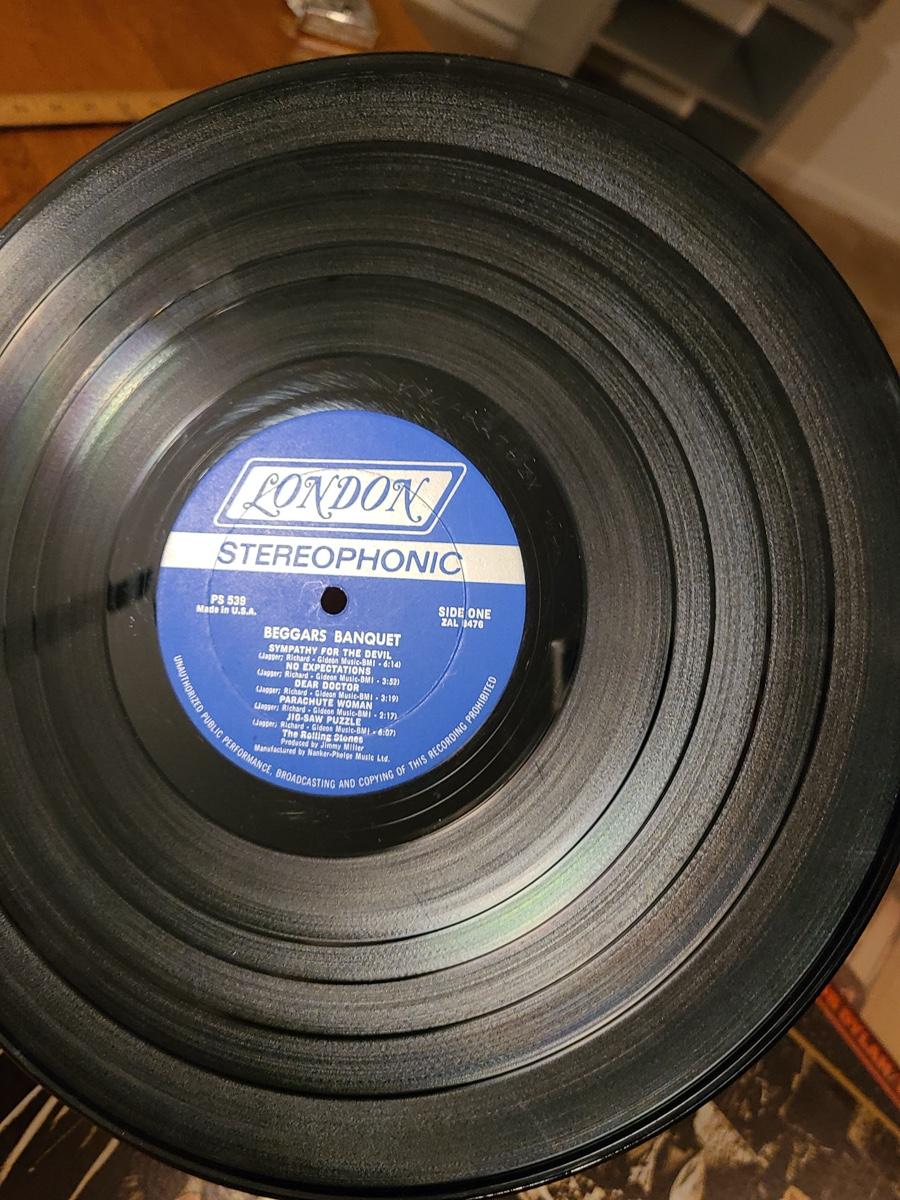 LONDON
STEREOPHONIC
PS 539
Made in U.S.A.
SIDE ONE
ZAL 8476
BEGGARS BANQUET
SYMPATHY FOR THE DEVIL
(Jagger; Richard - Gideon Music-BMI - 6:14)
NO EXPECTATIONS
(Jagger; Richard - Gideon Music-BMI - 3:52)
DEAR DOCTOR
(Jagger; Richard - Gideon Music-BMI - 3:19)
PARACHUTE WOMAN
(Jagger; Richard - Gideon Music-BMI - 2:17)
JIG-SAW PUZZLE
(Jagger; Richard - Gideon Music-BMI - 6:07)
The Rolling Stones
Produced by Jimmy Miller
Manufactured by Nanker-Phelge Music Ltd.
UNAUTHORIZED PUBLIC PERFORMANCE, BROADCASTING AND COPYING OF THIS RECORDING PROHIBITED